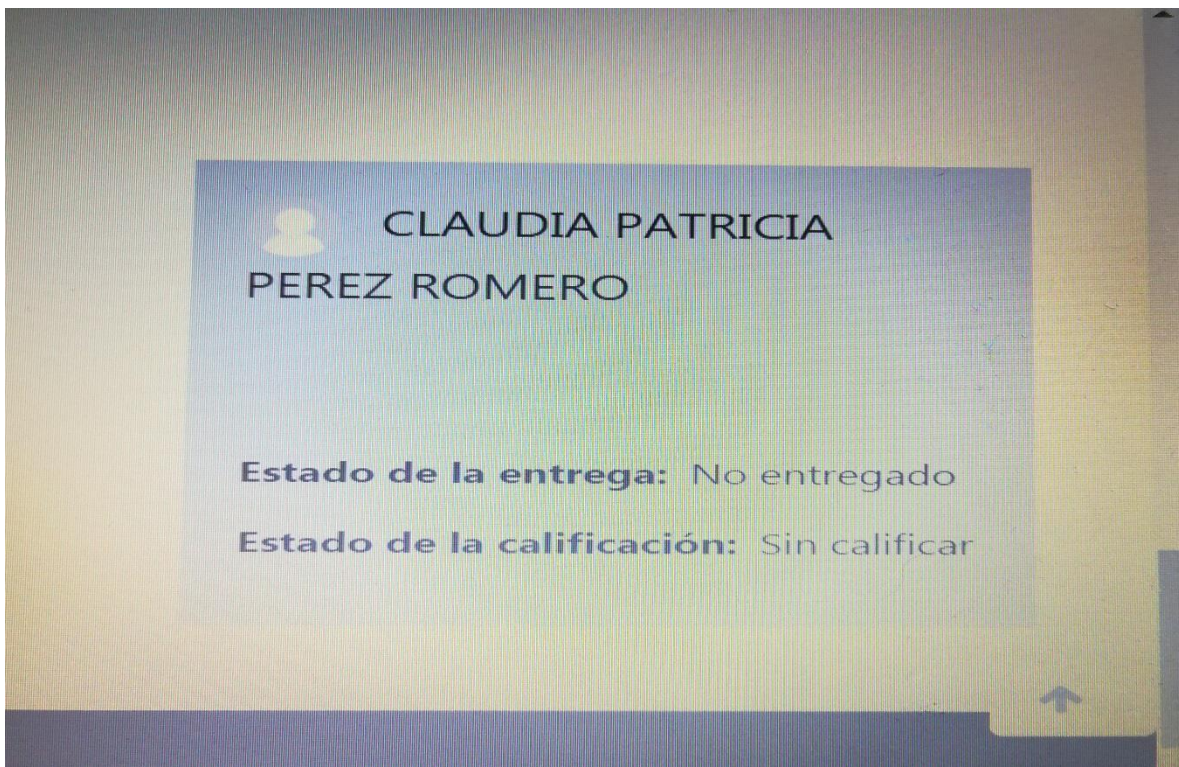 CLAUDIA PATRICIA
PEREZ ROMERO
Estado de la entrega: No entregado
Estado de la calificación: Sin calificar